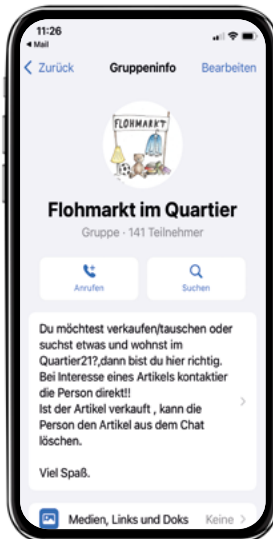 11:26
Mail
Zurück
Gruppeninfo
Bearbeiten
FLOHMARKT
Flohmarkt im Quartier
Gruppe · 141 Teilnehmer
Anrufen
Suchen
Du möchtest verkaufen/tauschen oder
suchst etwas und wohnst im
Quartier21?,dann bist du hier richtig.
Bei Interesse eines Artikels kontaktier
die Person direkt!!
Ist der Artikel verkauft , kann die
Person den Artikel aus dem Chat
löschen.
Viel Spaß.
Medien, Links und Doks
Keine